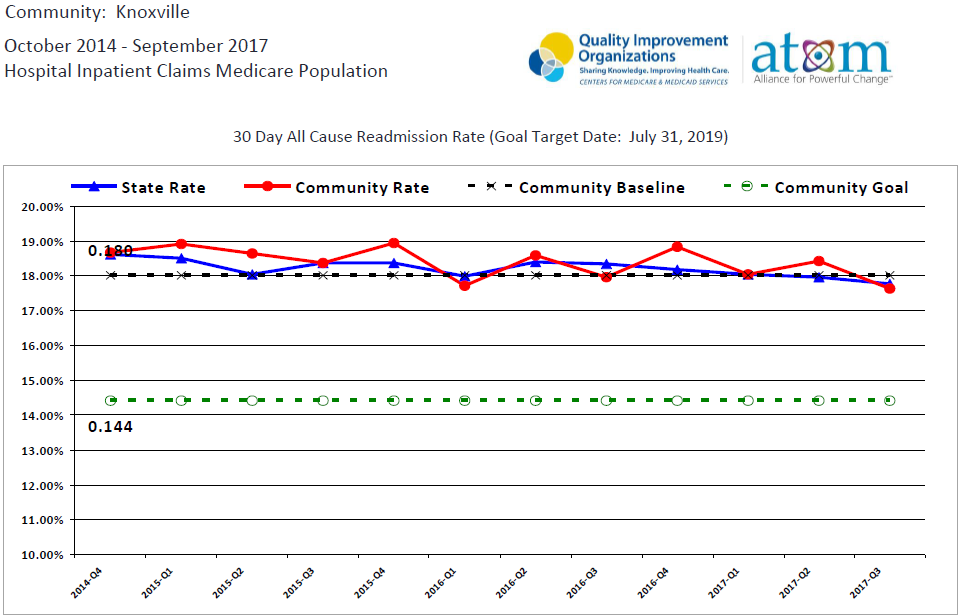 Community:  Knoxville
October 2014 - September 2017
Hospital Inpatient Claims Medicare Population
Quality Improvement
Organizations
Sharing Knowledge. Improving Health Care.
CENTERS FOR MEDICARE & MEDICAID SERVICES
atom
Alliance for Powerful Change™
30 Day All Cause Readmission Rate (Goal Target Date:  July 31, 2019)
State Rate  Community Rate  Community Baseline  Community Goal
20.00%
19.00%
0.180
18.00%
17.00%
16.00%
15.00%
14.00%
0.144
13.00%
12.00%
11.00%
10.00%
2014-Q4  2015-Q1  2015-Q2  2015-Q3  2015-Q4  2016-Q1  2016-Q2  2016-Q3  2016-Q4  2017-Q1  2017-Q2  2017-Q3